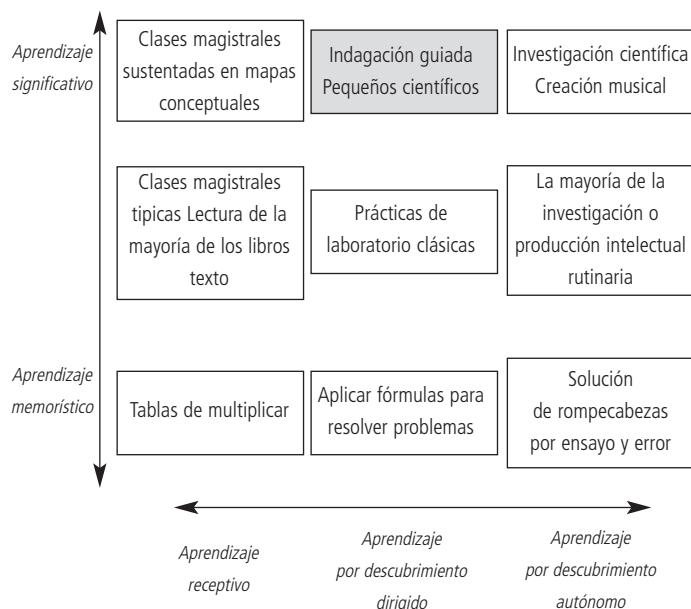 Aprendizaje
significativo
Clases magistrales
sustentadas en mapas
conceptuales
Indagación guiada
Pequeños científicos
Investigación científica
Creación musical
Clases magistrales
tipicas Lectura de la
mayoría de los libros
texto
Prácticas de
laboratorio clásicas
La mayoría de la
investigación o
producción intelectual
rutinaria
Aprendizaje
memorístico
Tablas de multiplicar
Aplicar fórmulas para
resolver problemas
Solución
de rompecabezas
por ensayo y error
Aprendizaje
receptivo
Aprendizaje
por descubrimiento
dirigido
Aprendizaje
por descubrimiento
autónomo